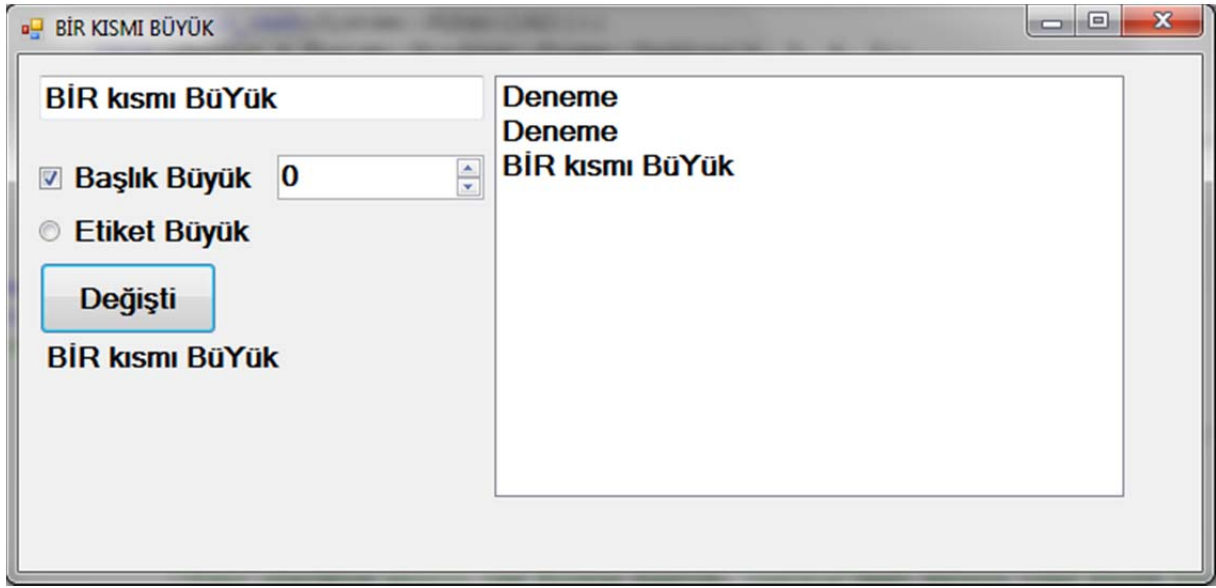 BİR KISMI BÜYÜK
BİR kısmı BüYük
Başlık Büyük
0
Etiket Büyük
Değişti
BİR kısmı BüYük
Deneme
Deneme
BİR kısmı BüYük